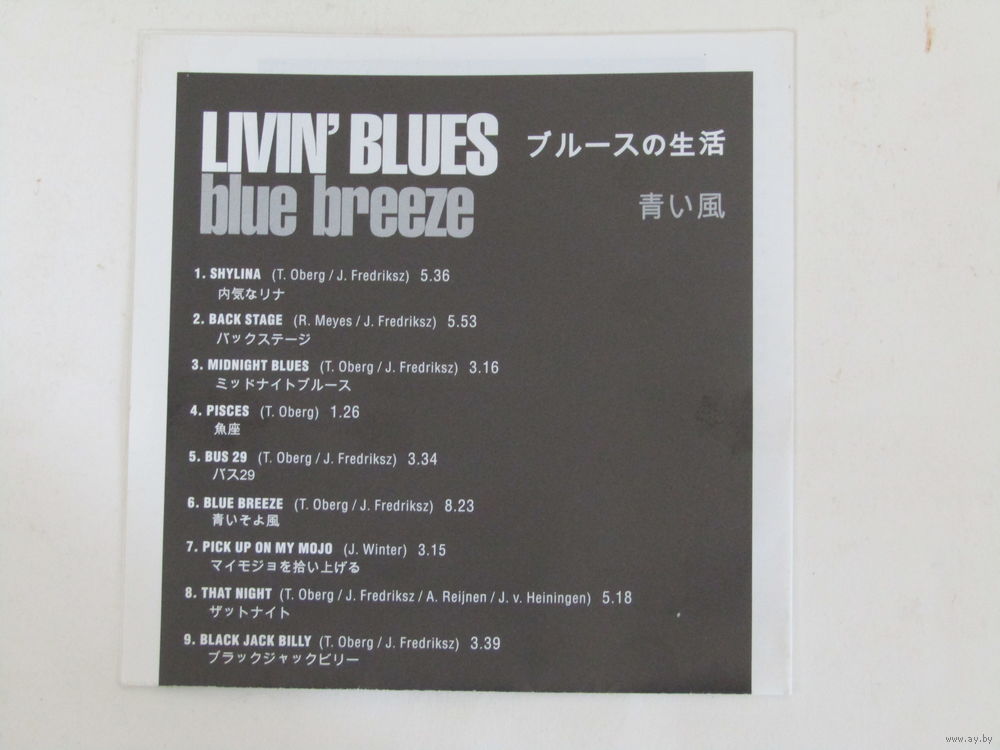 LIVIN' BLUES ブルースの生活
blue breeze 青い風
1. SHYLINA (T. Oberg / J. Fredriksz) 5.36
内気なリナ
2. BACK STAGE (R. Meyes / J. Fredriksz) 5.53
バックステージ
3. MIDNIGHT BLUES (T. Oberg / J. Fredriksz) 3.16
ミッドナイトブルース
4. PISCES (T. Oberg) 1.26
魚座
5. BUS 29 (T. Oberg / J. Fredriksz) 3.34
バス29
6. BLUE BREEZE (T. Oberg / J. Fredriksz) 8.23
青いそよ風
7. PICK UP ON MY MOJO (J. Winter) 3.15
マイモジョを拾い上げる
8. THAT NIGHT (T. Oberg / J. Fredriksz / A. Reijnen / J. v. Heiningen) 5.18
ザットナイト
9. BLACK JACK BILLY (T. Oberg / J. Fredriksz) 3.39
ブラックジャックビリー
www.ay.by